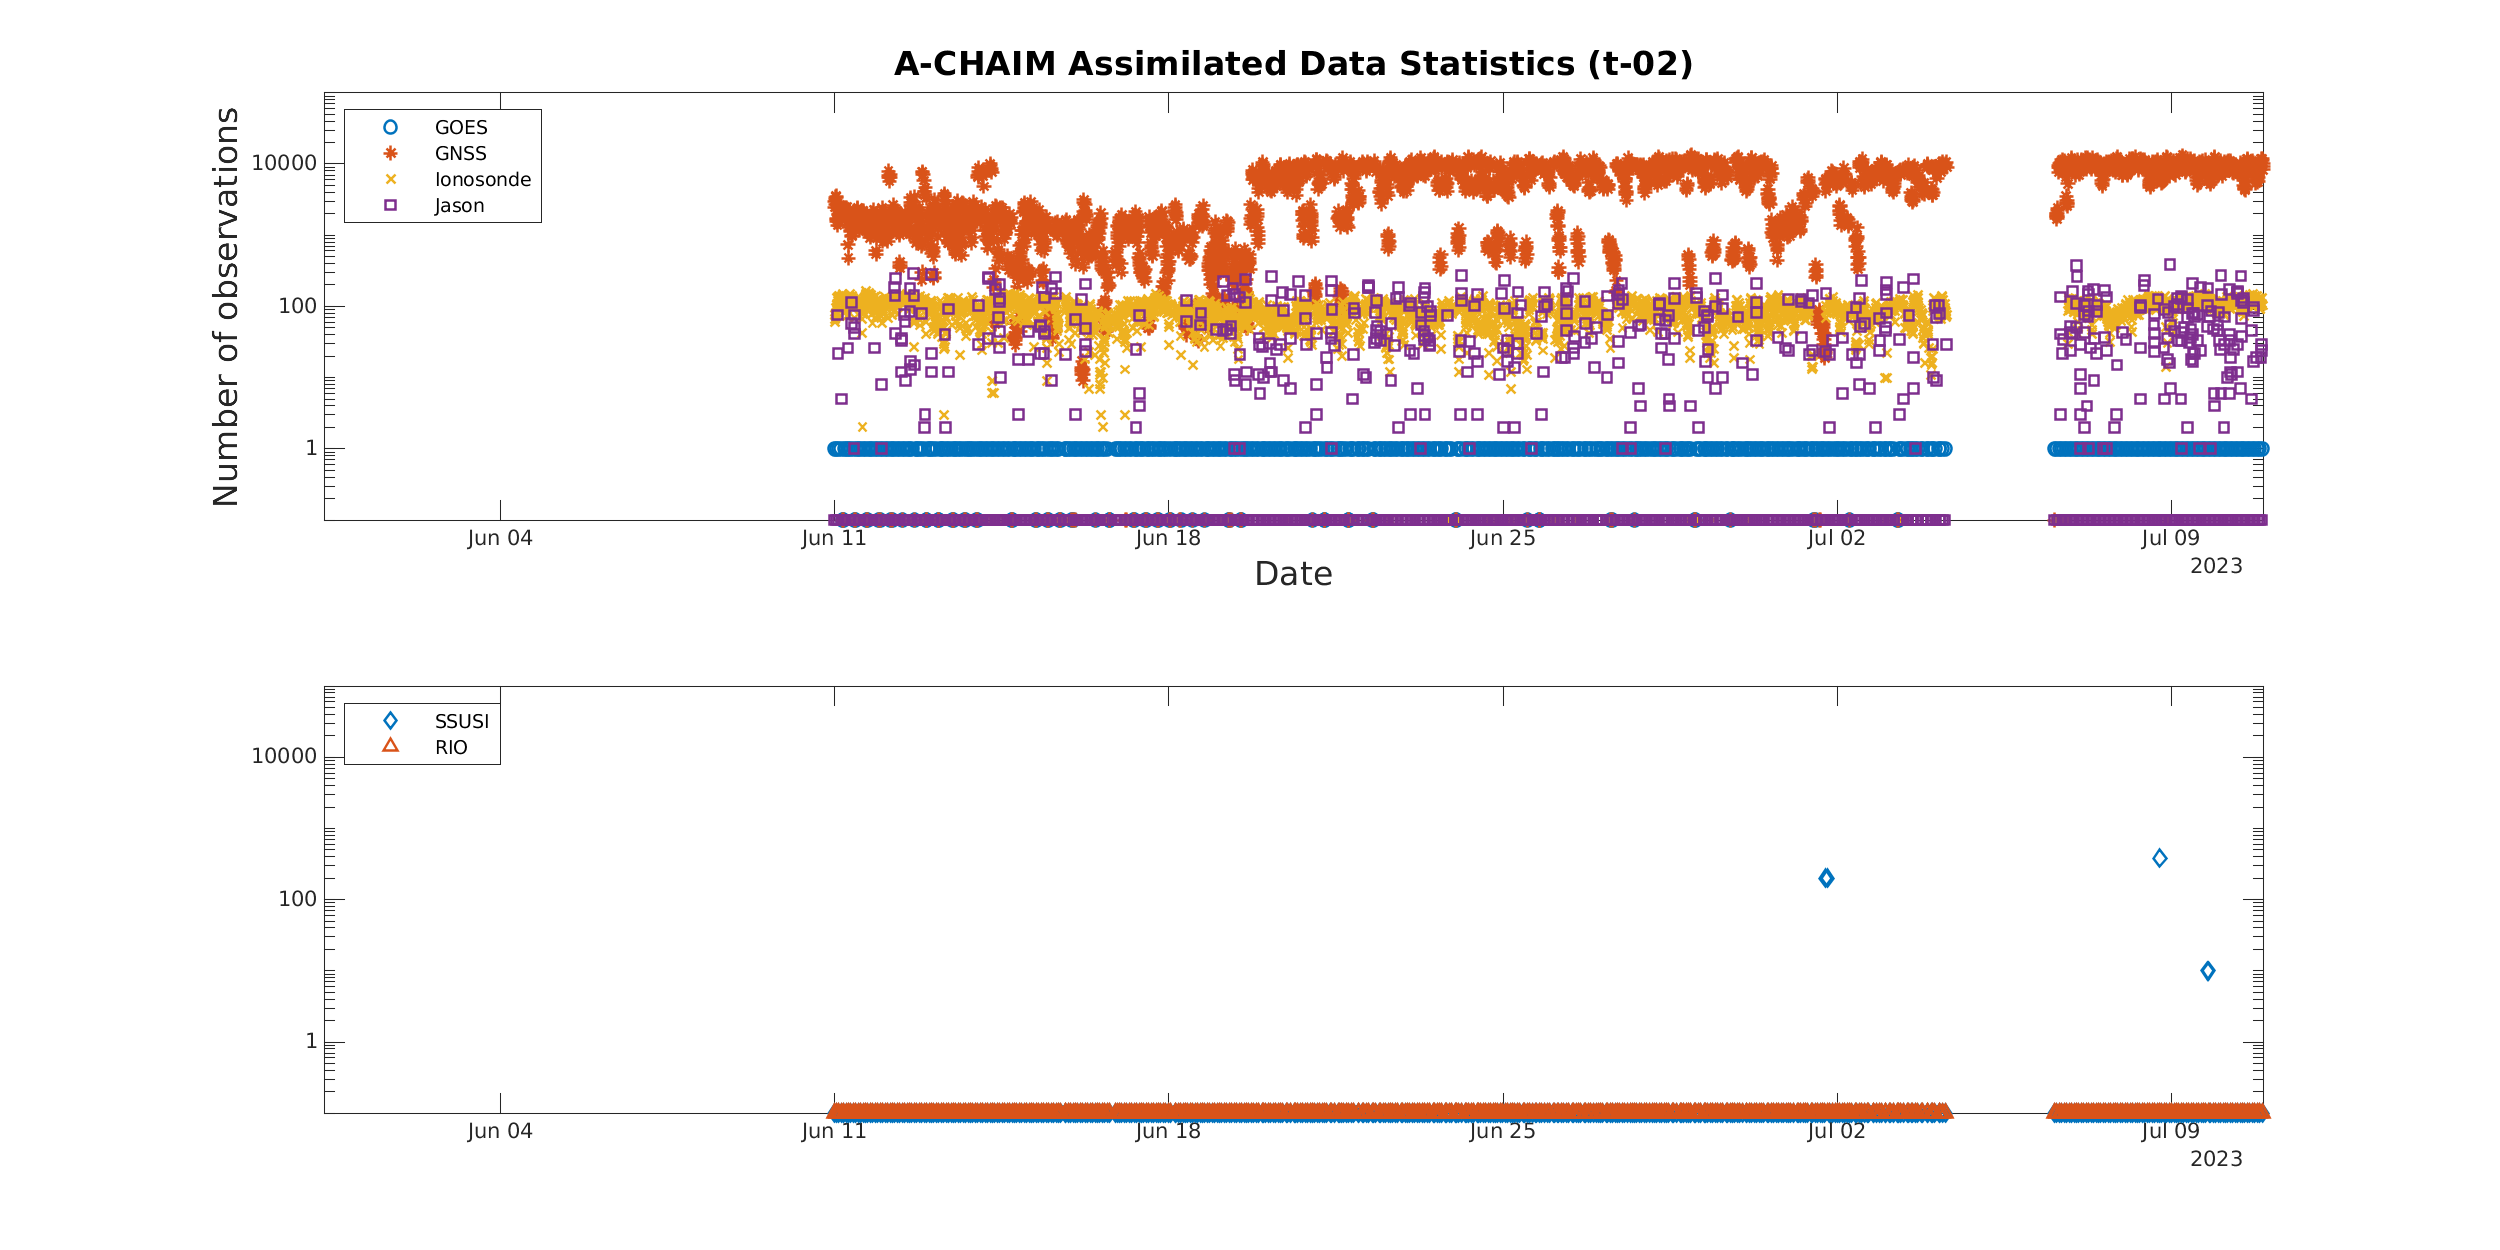 A-CHAIM Assimilated Data Statistics (t-02)
Number of observations
10000
100
1
GOES
GNSS
Ionosonde
Jason
Jun 04
Jun 11
Jun 18
Jun 25
Jul 02
Jul 09
2023
Date
10000
100
1
SSUSI
RIO
Jun 04
Jun 11
Jun 18
Jun 25
Jul 02
Jul 09
2023